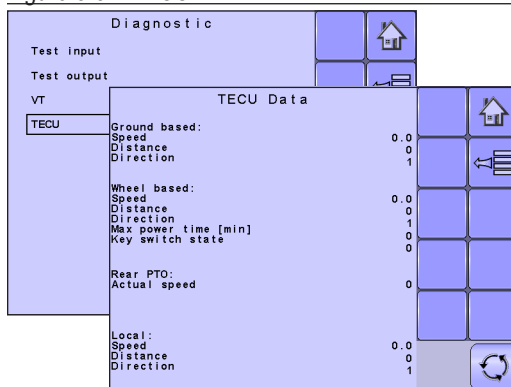 Diagnostic
Test input
Test output
VT
TECU
TECU Data
Ground based:
Speed 0.0
Distance 0
Direction 1
Wheel based:
Speed 0.0
Distance 0
Direction 1
Max power time [min] 0
Key switch state 0
Rear PTO:
Actual speed 0
Local:
Speed 0.0
Distance 0
Direction 1